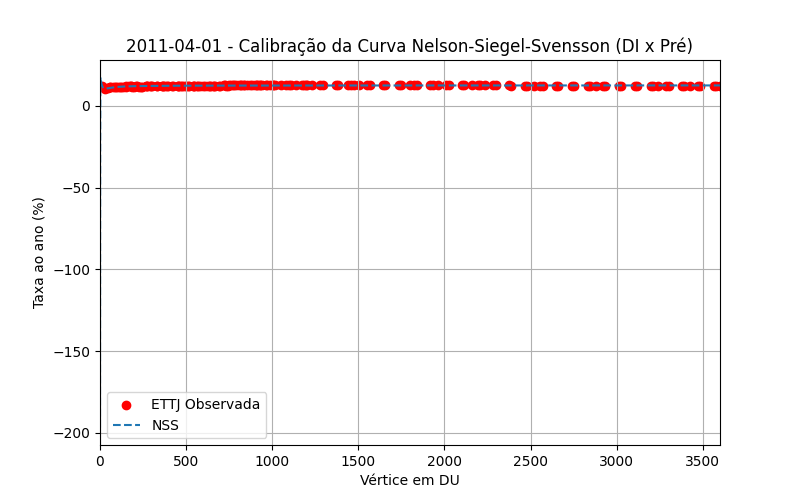 2011-04-01 - Calibração da Curva Nelson-Siegel-Svensson (DI x Pré)
Taxa ao ano (%)
0
−50
−100
−150
−200
ETTJ Observada
NSS
0 500 1000 1500 2000 2500 3000 3500
Vértice em DU